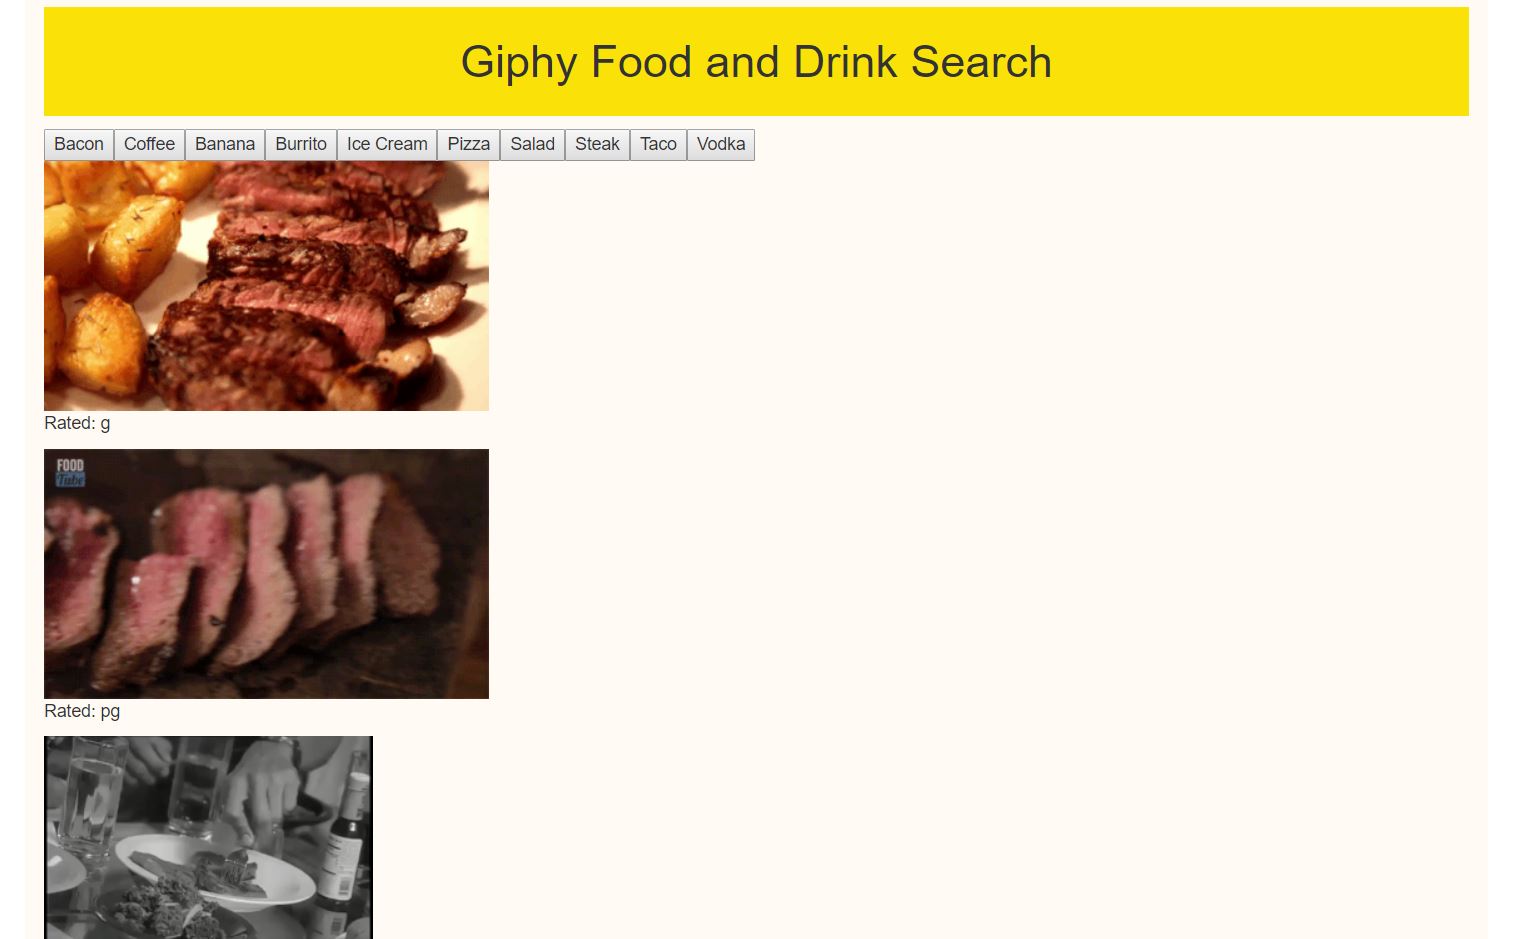 Giphy Food and Drink Search
Bacon Coffee Banana Burrito Ice Cream Pizza Salad Steak Taco Vodka
Rated: g
FOOD
Tube
Rated: pg